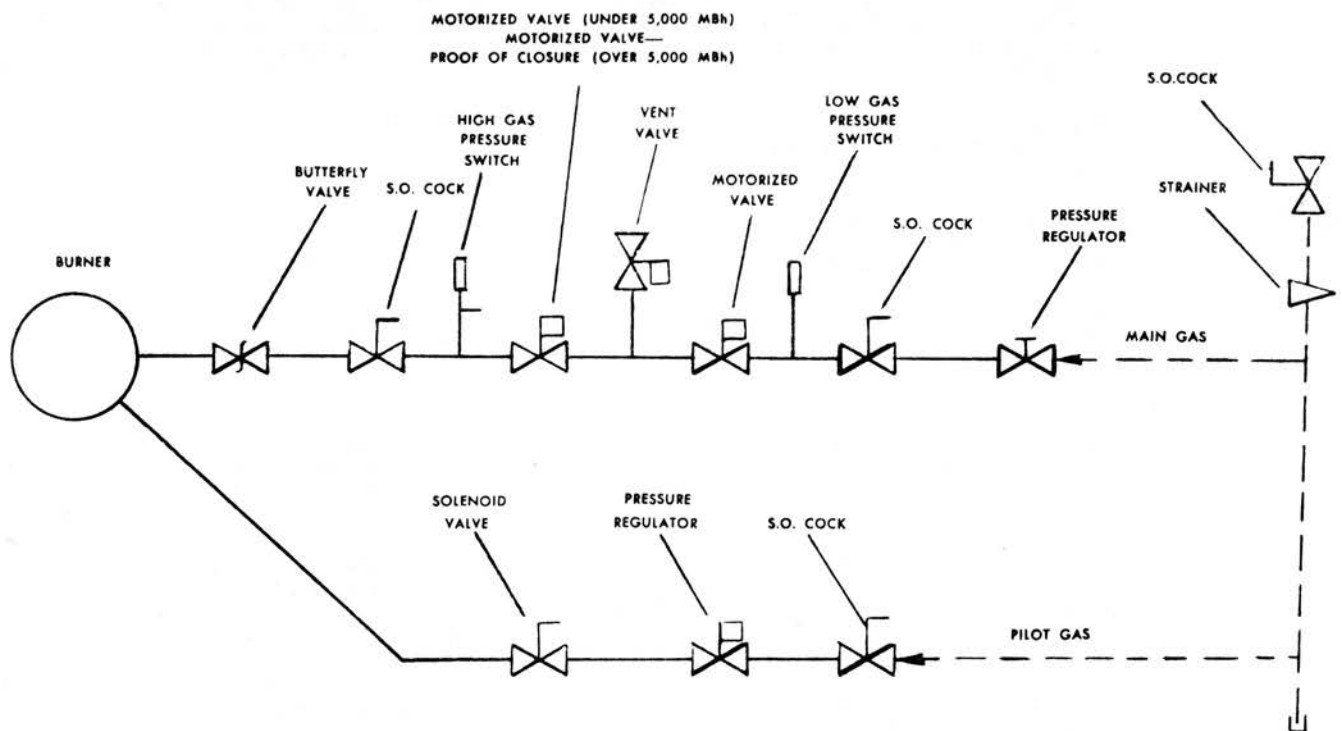 MOTORIZED VALVE (UNDER 5,000 MBh)
MOTORIZED VALVE—
PROOF OF CLOSURE (OVER 5,000 MBh)
S.O.COCK
HIGH GAS
PRESSURE
SWITCH
VENT
VALVE
LOW GAS
PRESSURE
SWITCH
BUTTERFLY
VALVE
S.O. COCK
MOTORIZED
VALVE
STRAINER
S.O. COCK
PRESSURE
REGULATOR
BURNER
MAIN GAS
SOLENOID
VALVE
PRESSURE
REGULATOR
S.O. COCK
PILOT GAS